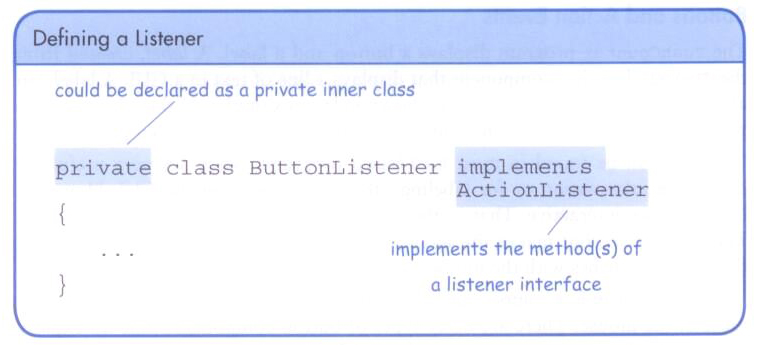 Defining a Listener
could be declared as a private inner class
private class ButtonListener implements
ActionListener
{
...
implements the method(s) of
}
a listener interface